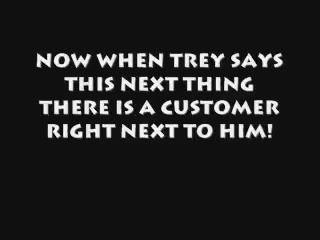 NOW WHEN TREY SAYS
THIS NEXT THING
THERE IS A CUSTOMER
RIGHT NEXT TO HIM!